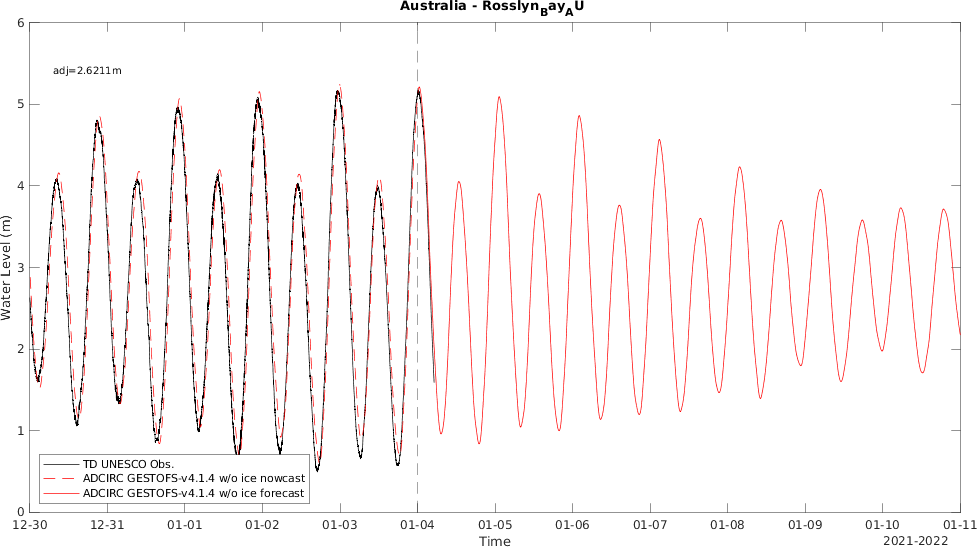 Australia - Rosslyn_Bay_AU
6
adj=2.6211m
5
4
3
2
1
0
Water Level (m)
TD UNESCO Obs.
ADCIRC GESTOFS-v4.1.4 w/o ice nowcast
ADCIRC GESTOFS-v4.1.4 w/o ice forecast
12-30 12-31 01-01 01-02 01-03 01-04 01-05 01-06 01-07 01-08 01-09 01-10 01-11
Time
2021-2022